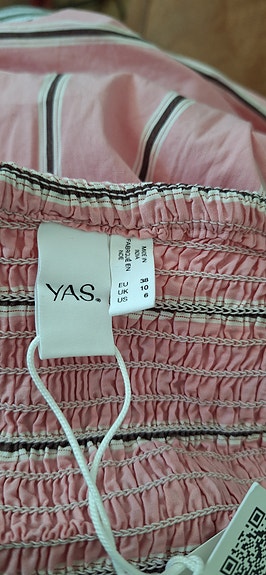 YAS.
MADE IN
INDIA
FABRIQUÉ EN
INDE
EU 38
UK 10
US 6